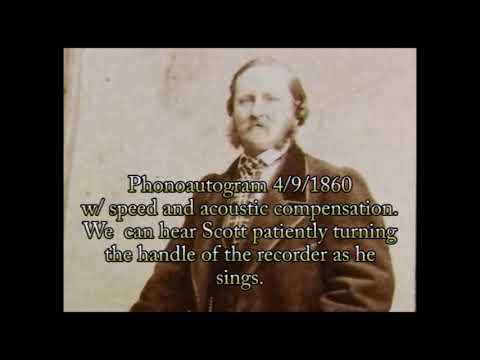 Phonoautogram 4/9/1860
w/ speed and acoustic compensation.
We can hear Scott patiently turning
the handle of the recorder as he
sings.